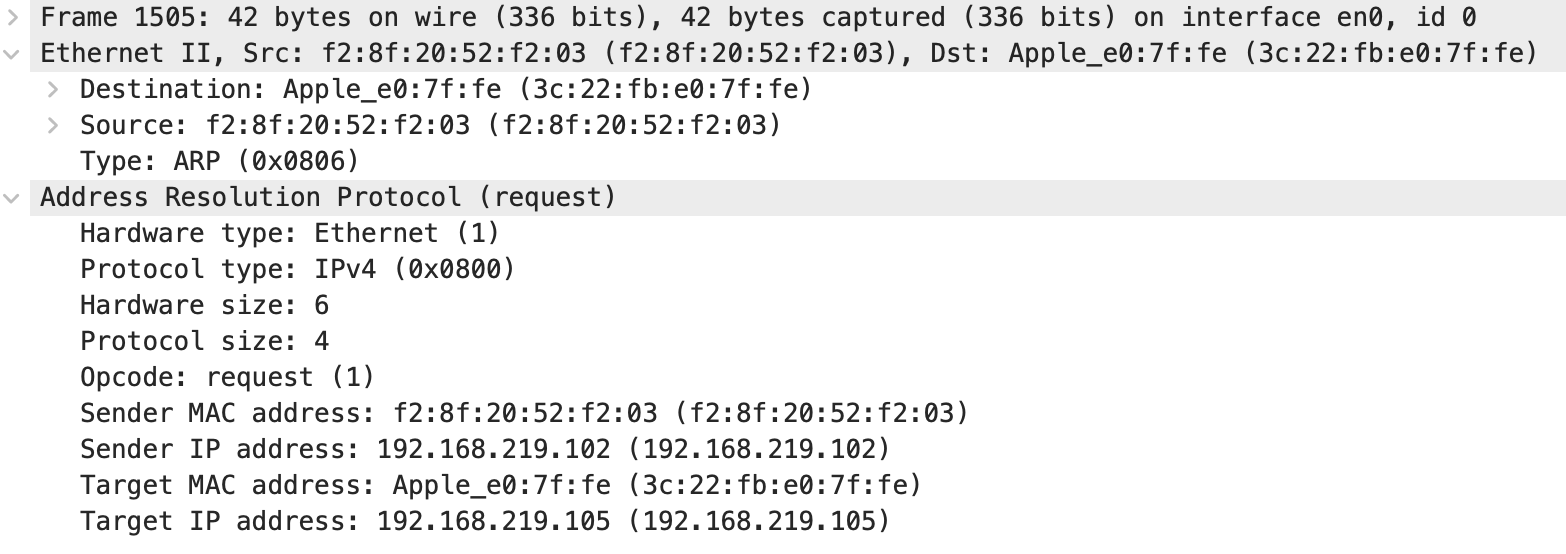 Frame 1505: 42 bytes on wire (336 bits), 42 bytes captured (336 bits) on interface en0, id 0
Ethernet II, Src: f2:8f:20:52:f2:03 (f2:8f:20:52:f2:03), Dst: Apple_e0:7f:fe (3c:22:fb:e0:7f:fe)
Destination: Apple_e0:7f:fe (3c:22:fb:e0:7f:fe)
Source: f2:8f:20:52:f2:03 (f2:8f:20:52:f2:03)
Type: ARP (0x0806)
Address Resolution Protocol (request)
Hardware type: Ethernet (1)
Protocol type: IPv4 (0x0800)
Hardware size: 6
Protocol size: 4
Opcode: request (1)
Sender MAC address: f2:8f:20:52:f2:03 (f2:8f:20:52:f2:03)
Sender IP address: 192.168.219.102 (192.168.219.102)
Target MAC address: Apple_e0:7f:fe (3c:22:fb:e0:7f:fe)
Target IP address: 192.168.219.105 (192.168.219.105)